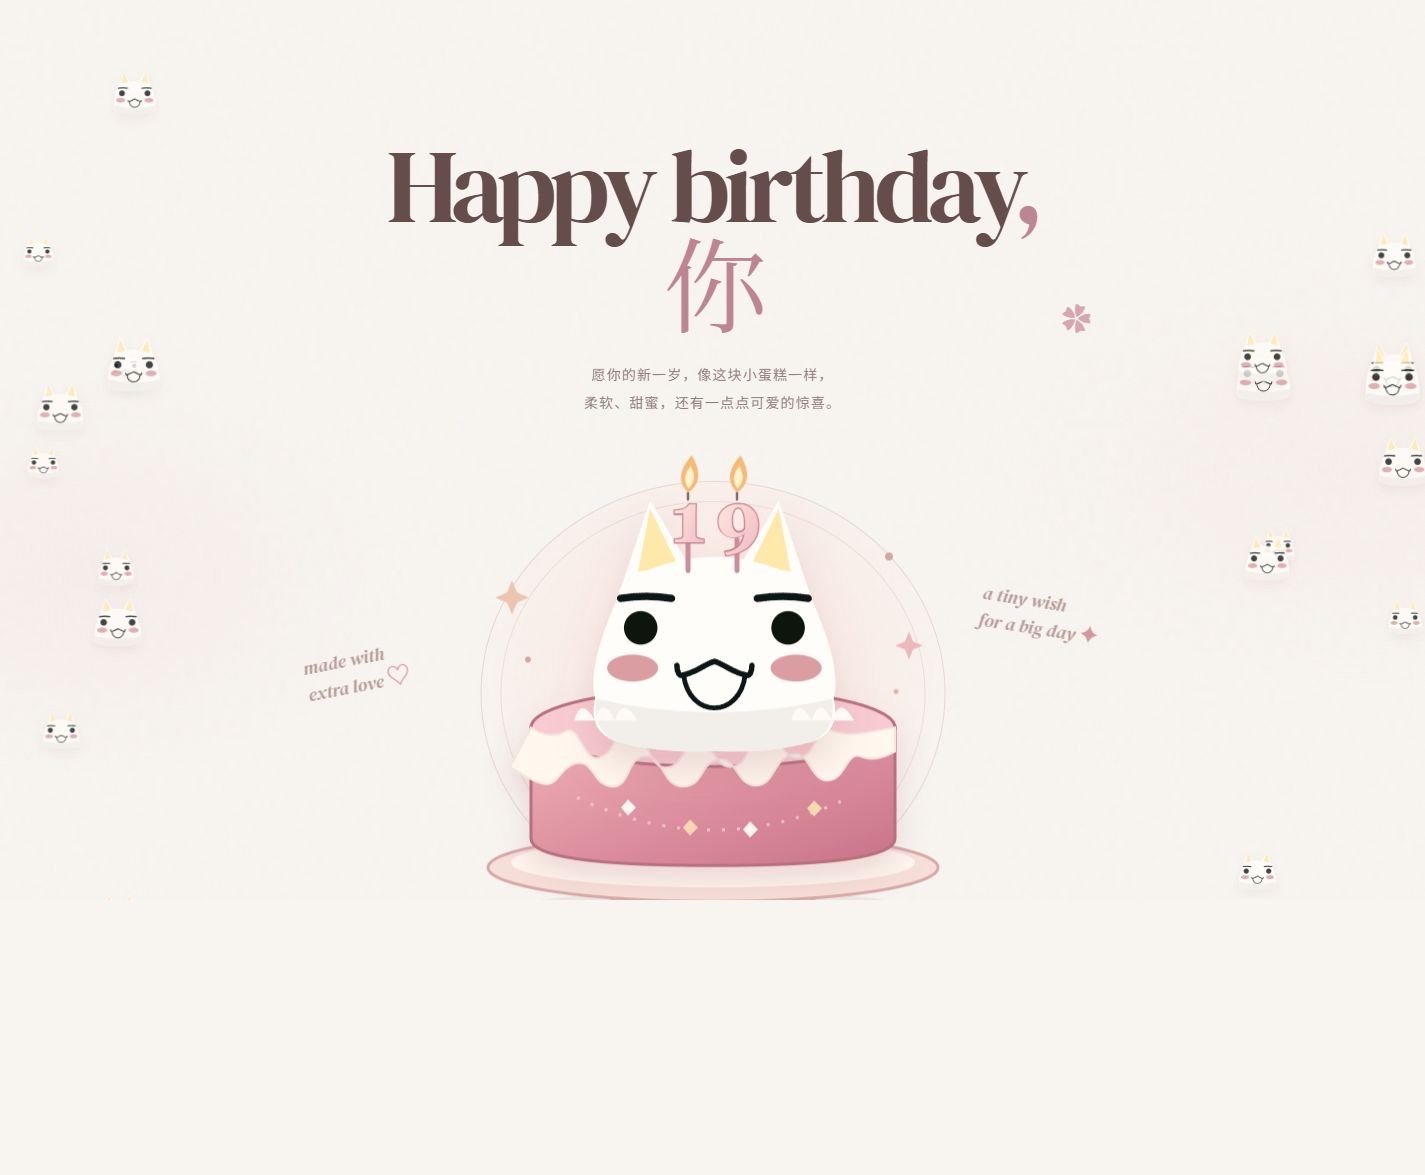 Happy birthday,
你
愿你的新一岁，像这块小蛋糕一样，
柔软、甜蜜，还有一点点可爱的惊喜。
19
a tiny wish
for a big day ✦
made with
extra love ♡